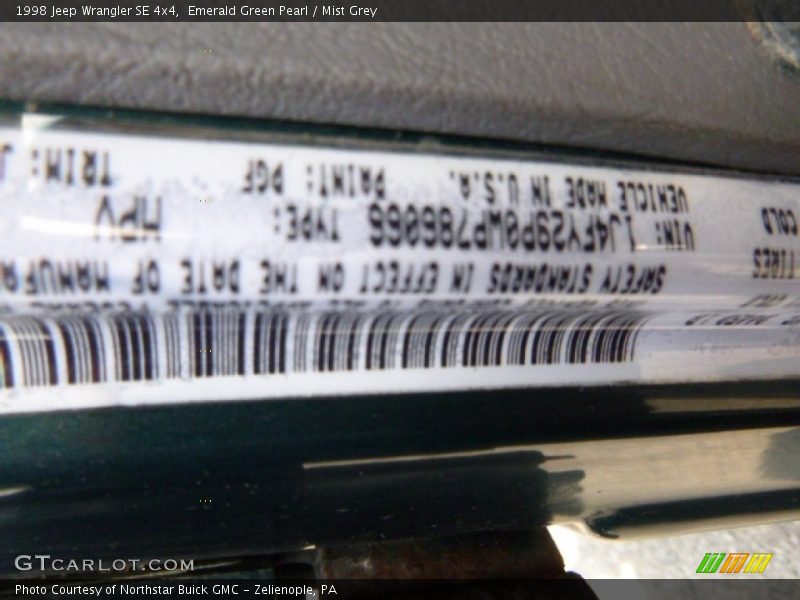 1998 Jeep Wrangler SE 4x4, Emerald Green Pearl / Mist Grey
SAFETY STANDARDS IN EFFECT ON THE DATE OF MANUFA
TIRES
VIN: 1J4FY29P0WP786066 TYPE: MPV
COLD
VEHICLE MADE IN U.S.A. PAINT: PGF TRIM: J
GTCARLOT.COM
Photo Courtesy of Northstar Buick GMC - Zelienople, PA